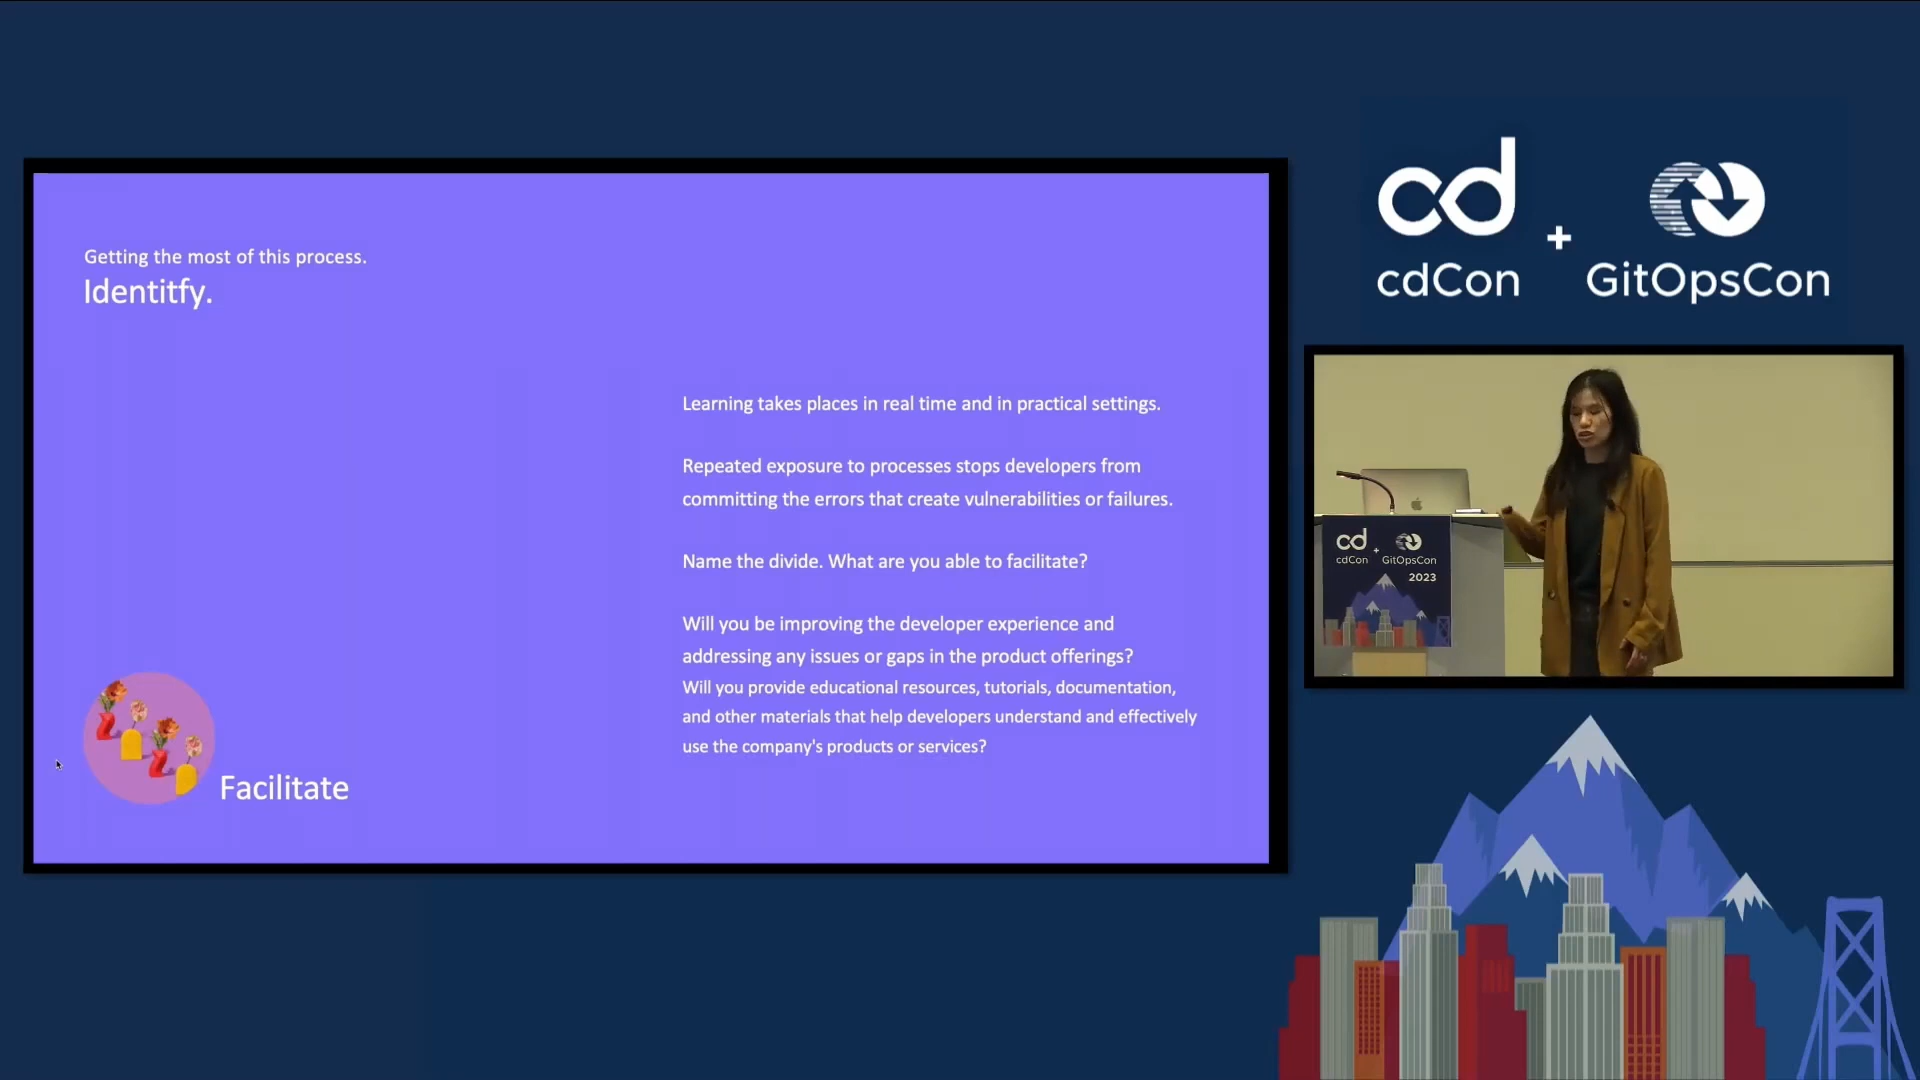 Getting the most of this process.
Identitfy.
Learning takes places in real time and in practical settings.
Repeated exposure to processes stops developers from
committing the errors that create vulnerabilities or failures.
Name the divide. What are you able to facilitate?
Will you be improving the developer experience and
addressing any issues or gaps in the product offerings?
Will you provide educational resources, tutorials, documentation,
and other materials that help developers understand and effectively
use the company's products or services?
Facilitate
cd
+
cdCon
GitOpsCon
cd
+
cdCon
GitOpsCon
2023